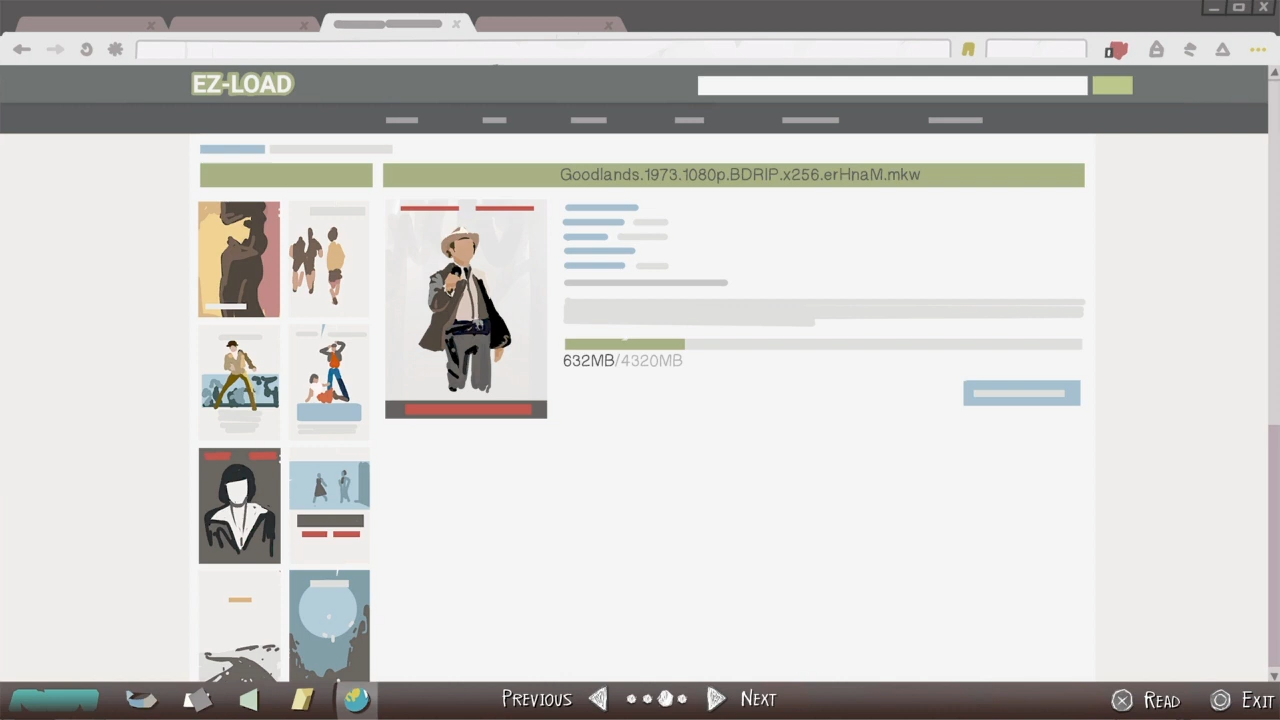 EZ-LOAD
Goodlands.1973.1080p.BDRIP.x256.erHnaM.mkw
632MB/4320MB
Previous Next Read Exit